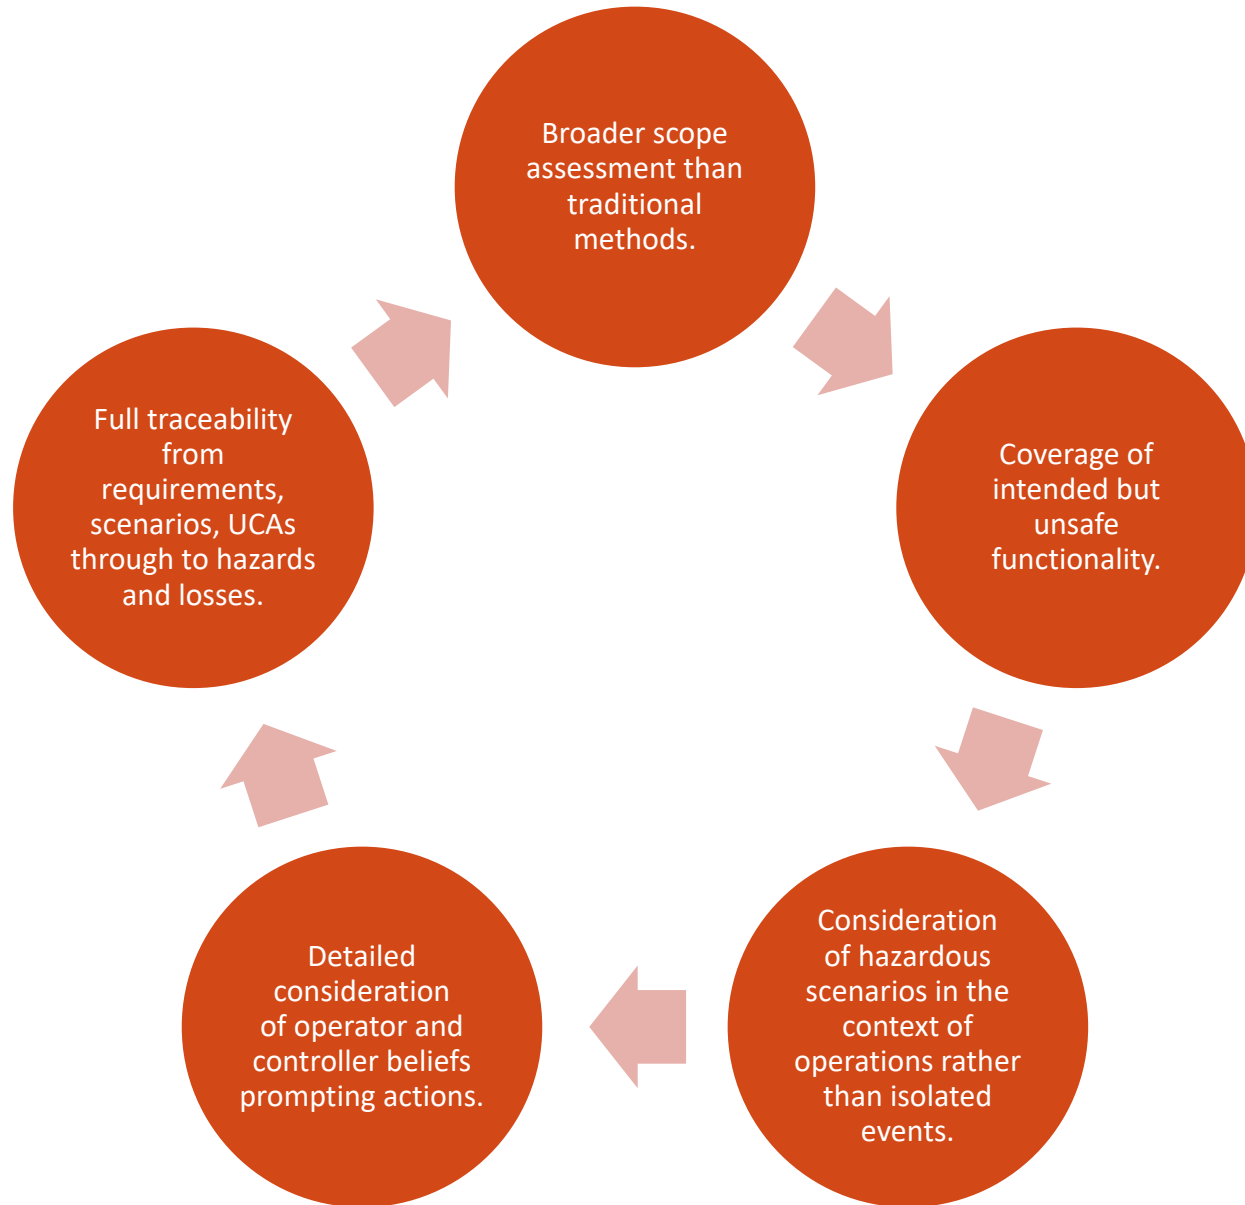 Broader scope
assessment than
traditional
methods.
Coverage of
intended but
unsafe
functionality.
Consideration
of hazardous
scenarios in the
context of
operations rather
than isolated
events.
Detailed
consideration
of operator and
controller beliefs
prompting actions.
Full traceability
from
requirements,
scenarios, UCAs
through to hazards
and losses.